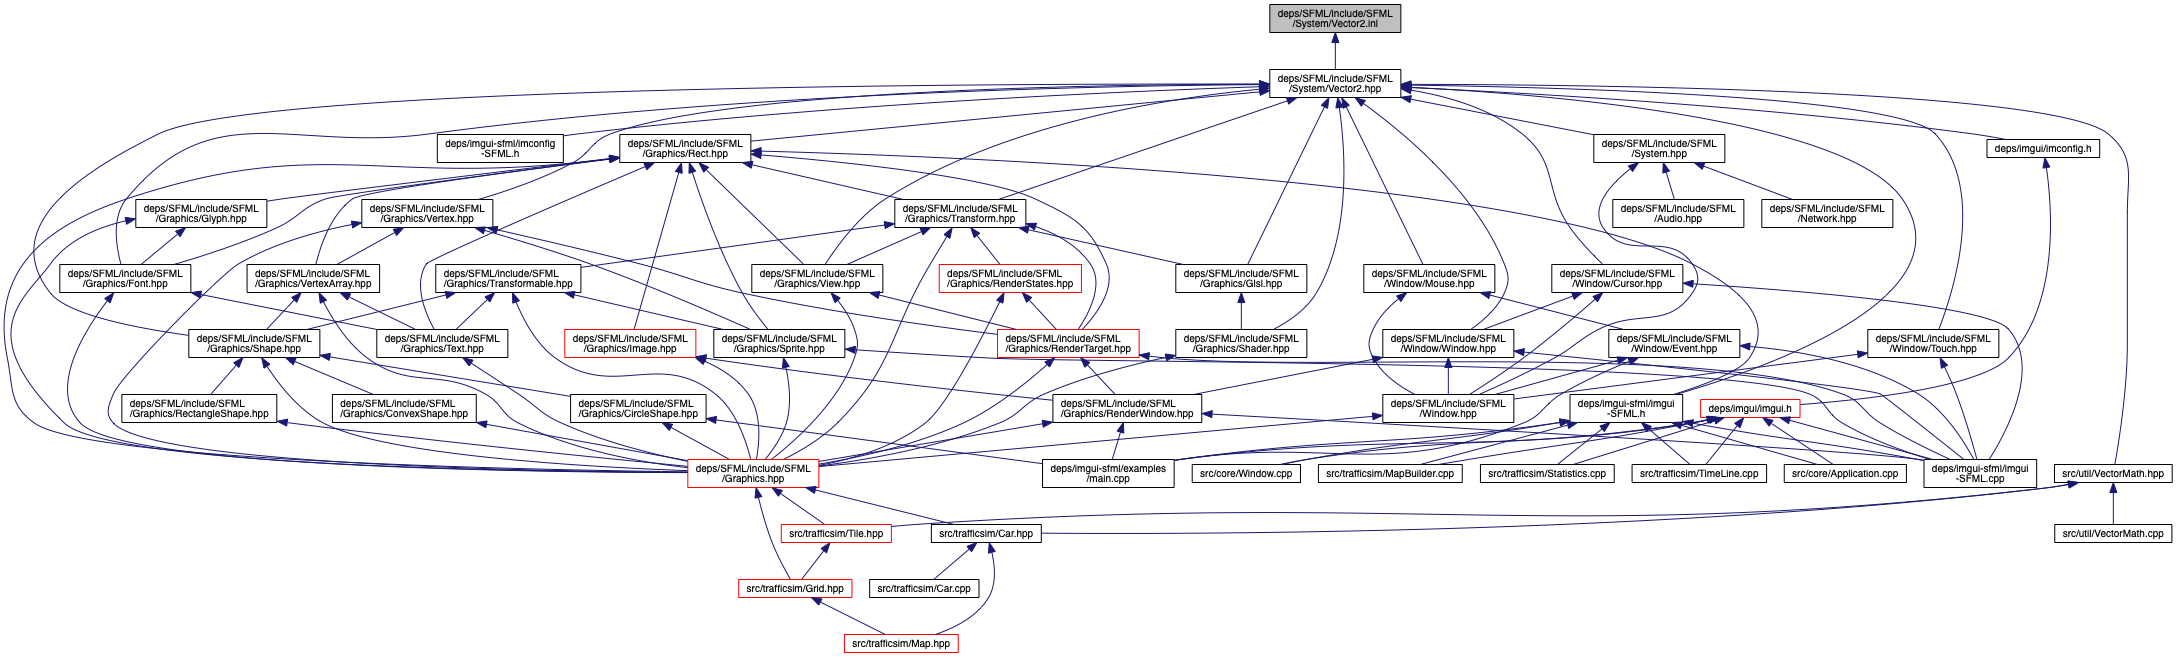 deps/SFML/include/SFML
/System/Vector2.inl
deps/SFML/include/SFML
/System/Vector2.hpp
deps/imgui-sfml/imconfig
-SFML.h
deps/SFML/include/SFML
/Graphics/Rect.hpp
deps/SFML/include/SFML
/System.hpp
deps/imgui/imconfig.h
deps/SFML/include/SFML
/Graphics/Glyph.hpp
deps/SFML/include/SFML
/Graphics/Vertex.hpp
deps/SFML/include/SFML
/Graphics/Transform.hpp
deps/SFML/include/SFML
/Audio.hpp
deps/SFML/include/SFML
/Network.hpp
deps/SFML/include/SFML
/Graphics/Font.hpp
deps/SFML/include/SFML
/Graphics/VertexArray.hpp
deps/SFML/include/SFML
/Graphics/Transformable.hpp
deps/SFML/include/SFML
/Graphics/View.hpp
deps/SFML/include/SFML
/Graphics/RenderStates.hpp
deps/SFML/include/SFML
/Graphics/Glsl.hpp
deps/SFML/include/SFML
/Window/Mouse.hpp
deps/SFML/include/SFML
/Window/Cursor.hpp
deps/SFML/include/SFML
/Graphics/Shape.hpp
deps/SFML/include/SFML
/Graphics/Text.hpp
deps/SFML/include/SFML
/Graphics/Image.hpp
deps/SFML/include/SFML
/Graphics/Sprite.hpp
deps/SFML/include/SFML
/Graphics/RenderTarget.hpp
deps/SFML/include/SFML
/Graphics/Shader.hpp
deps/SFML/include/SFML
/Window/Window.hpp
deps/SFML/include/SFML
/Window/Event.hpp
deps/SFML/include/SFML
/Window/Touch.hpp
deps/SFML/include/SFML
/Graphics/RectangleShape.hpp
deps/SFML/include/SFML
/Graphics/ConvexShape.hpp
deps/SFML/include/SFML
/Graphics/CircleShape.hpp
deps/SFML/include/SFML
/Graphics/RenderWindow.hpp
deps/SFML/include/SFML
/Window.hpp
deps/imgui-sfml/imgui
-SFML.h
deps/imgui/imgui.h
deps/SFML/include/SFML
/Graphics.hpp
deps/imgui-sfml/examples
/main.cpp
src/core/Window.cpp
src/trafficsim/MapBuilder.cpp
src/trafficsim/Statistics.cpp
src/trafficsim/TimeLine.cpp
src/core/Application.cpp
deps/imgui-sfml/imgui
-SFML.cpp
src/util/VectorMath.hpp
src/trafficsim/Tile.hpp
src/trafficsim/Car.hpp
src/util/VectorMath.cpp
src/trafficsim/Grid.hpp
src/trafficsim/Car.cpp
src/trafficsim/Map.hpp